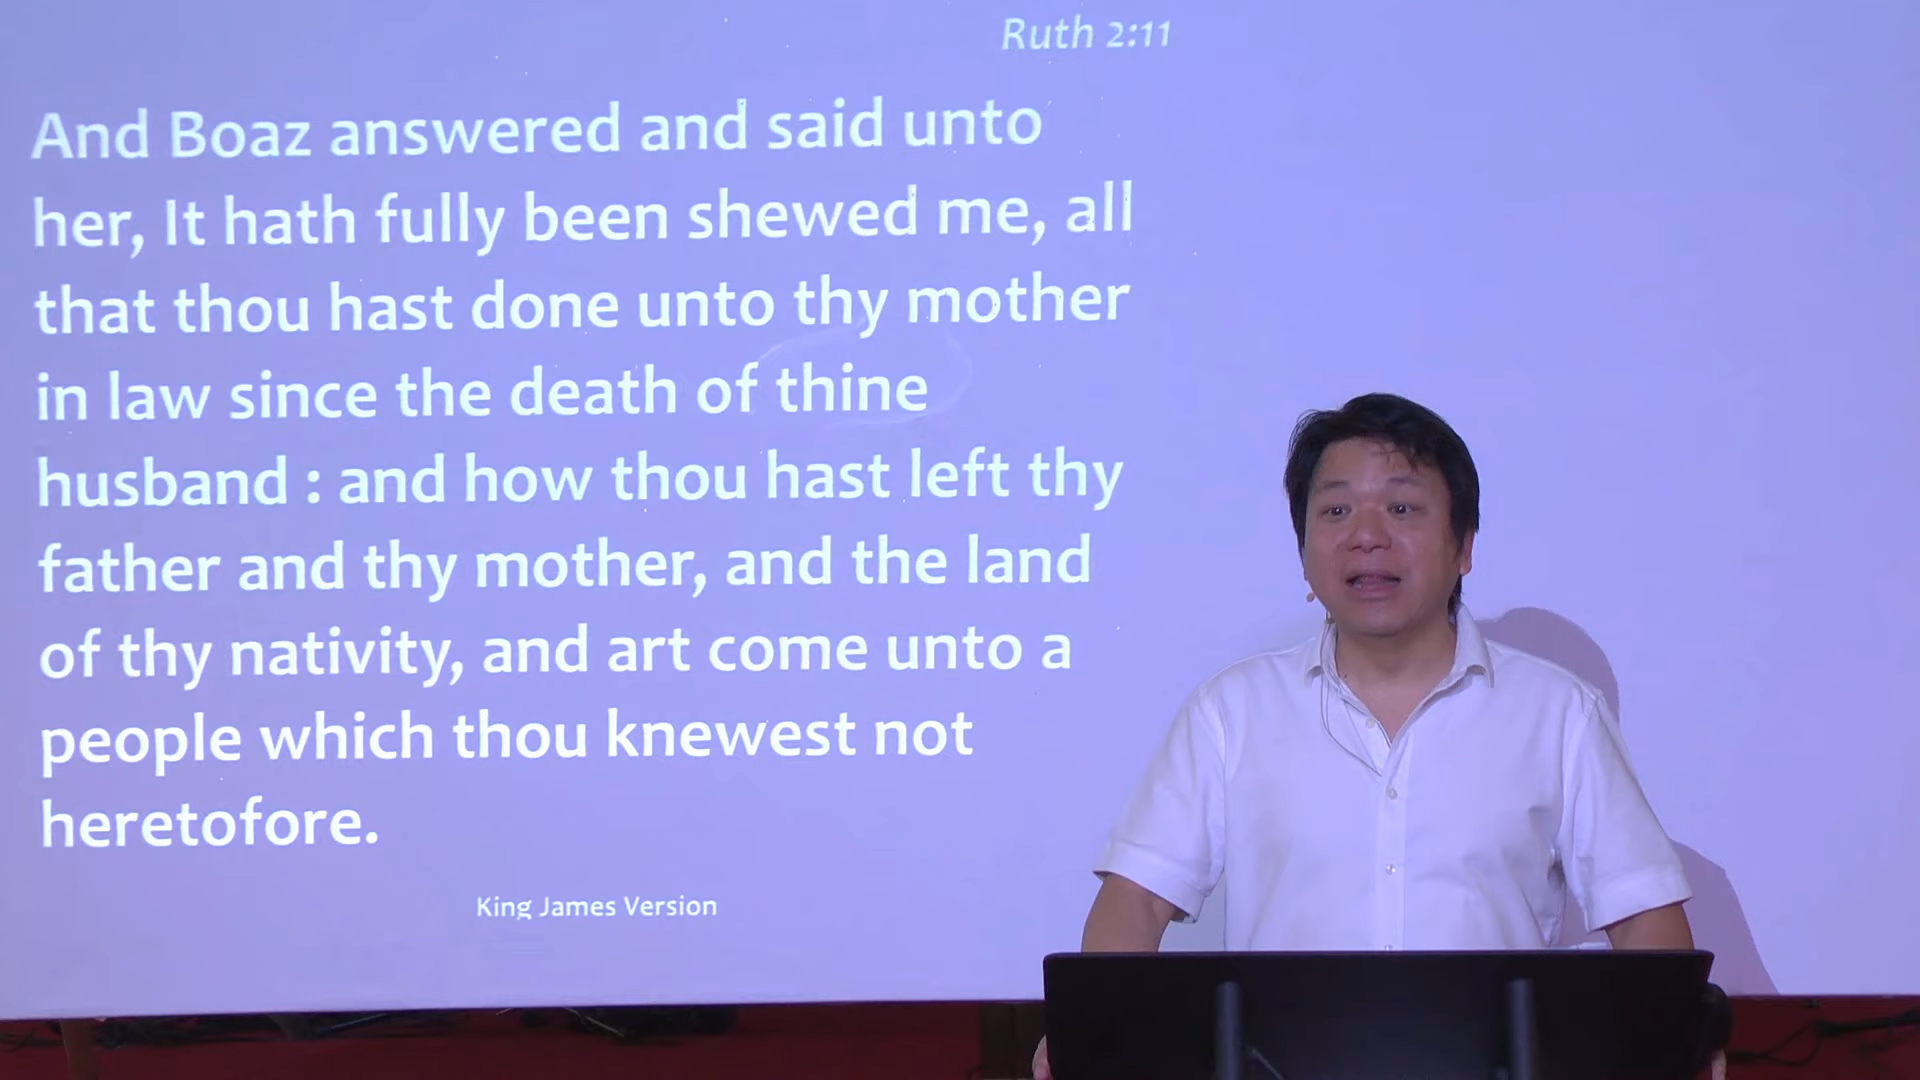 Ruth 2:11
And Boaz answered and said unto
her, It hath fully been shewed me, all
that thou hast done unto thy mother
in law since the death of thine
husband : and how thou hast left thy
father and thy mother, and the land
of thy nativity, and art come unto a
people which thou knewest not
heretofore.
King James Version